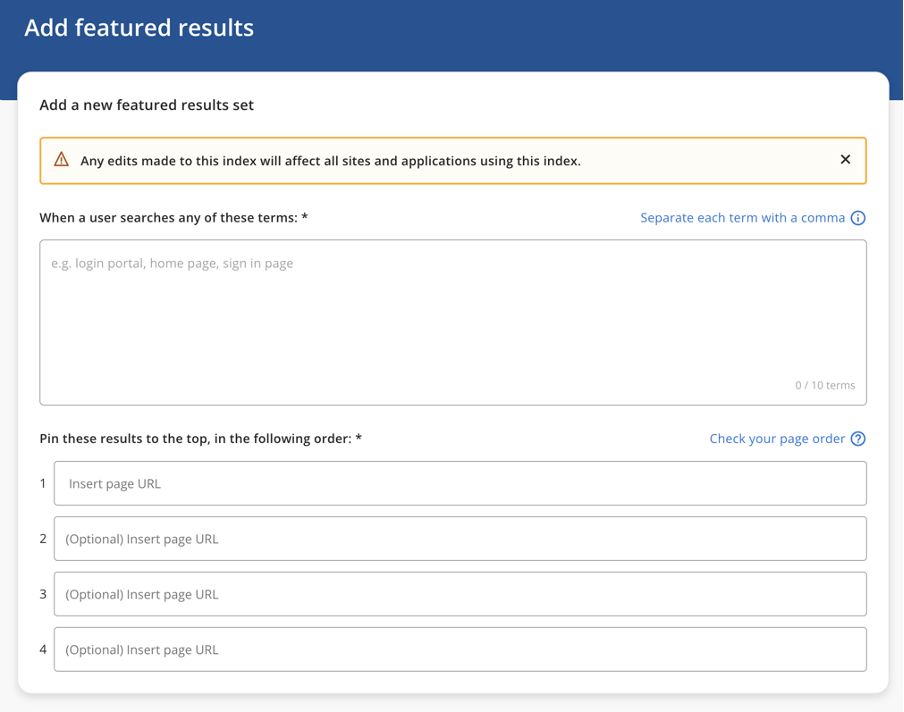 Add featured results
Add a new featured results set
Any edits made to this index will affect all sites and applications using this index.
When a user searches any of these terms: *
Separate each term with a comma
e.g. login portal, home page, sign in page
0 / 10 terms
Pin these results to the top, in the following order: *
Check your page order
1 Insert page URL
2 (Optional) Insert page URL
3 (Optional) Insert page URL
4 (Optional) Insert page URL